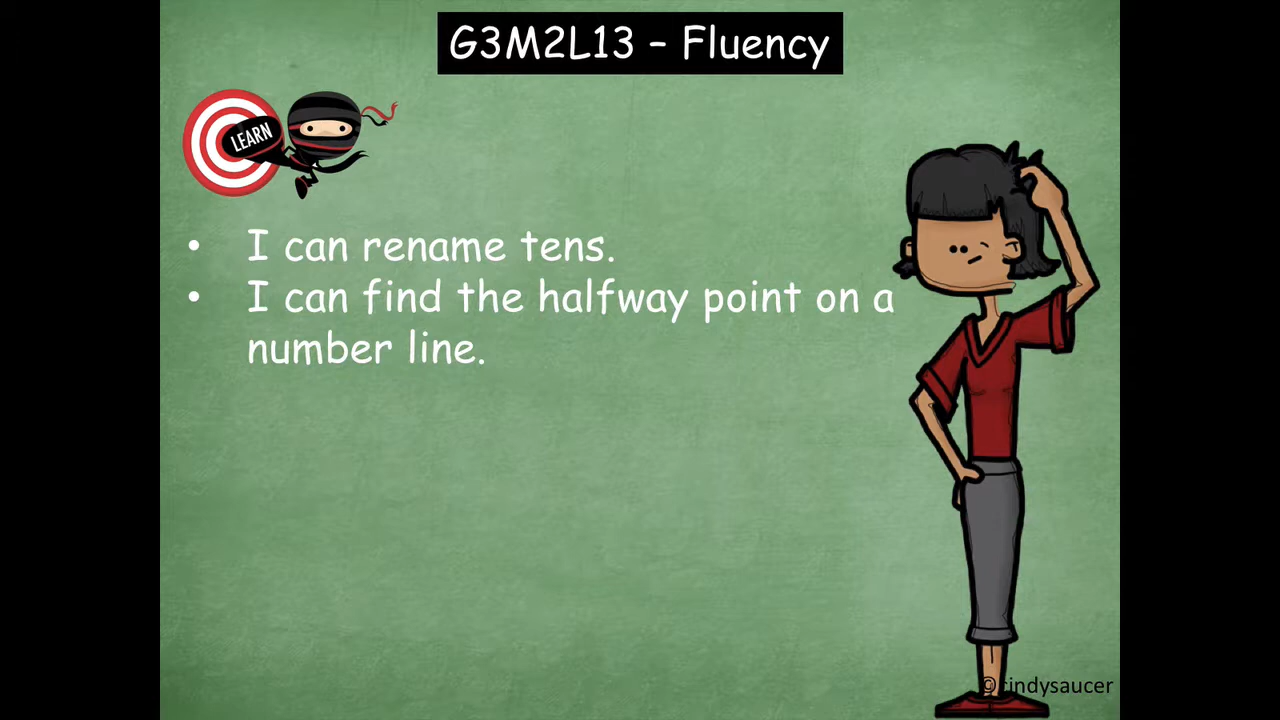 G3M2L13 – Fluency
LEARN
• I can rename tens.
• I can find the halfway point on a
number line.
©cindysaucer